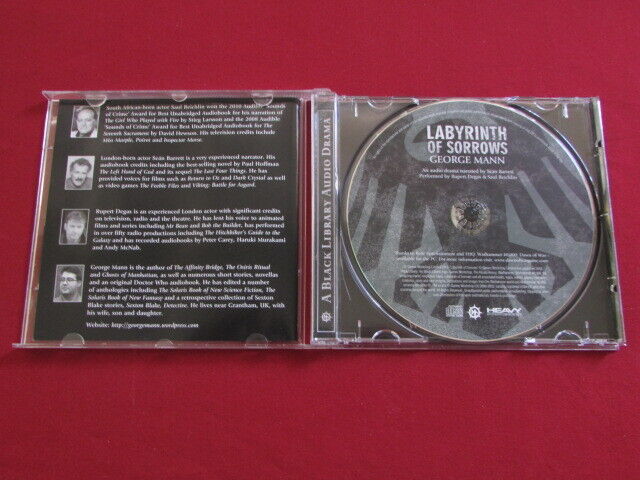 South African-born actor Saul Reichlin won the 2010 Audible 'Sounds
of Crime' Award for Best Unabridged Audiobook for his narration of
The Girl Who Played with Fire by Stieg Larsson and the 2008 Audible
Sounds of Crime' Award for Best Unabridged Audiobook for The
Seventh Sacrament by David Hewson. His television credits include
Miss Marple, Poirot and Inspector Morse.
London-born actor Seán Barrett is a very experienced narrator. His
audiobook credits including the best-selling novel by Paul Hoffman
The Left Hand of God and its sequel The Last Four Things. He has
provided voices for films such as Return to Oz and Dark Crystal as well
as video games The Feeble Files and Viking: Battle for Asgard.
Rupert Degas is an experienced London actor with significant credits
on television, radio and the theatre. He has lent his voice to animated
films and series including Mr Bean and Bob the Builder, has performed
in over fifty radio productions including The Hitchhiker's Guide to the
Galaxy and has recorded audiobooks by Peter Carey, Haruki Murakami
and Andy McNab.
George Mann is the author of The Affinity Bridge, The Osiris Ritual
and Ghosts of Manhattan, as well as numerous short stories, novellas
and an original Doctor Who audiobook. He has edited a number
of anthologies including The Solaris Book of New Science Fiction, The
Solaris Book of New Fantasy and a retrospective collection of Sexton
Blake stories, Sexton Blake, Detective. He lives near Grantham, UK, with
his wife, son and daughter.
Website: http://georgemann.wordpress.com
A BLACK LIBRARY AUDIO DRAMA
LABYRINTH
OF SORROWS
GEORGE MANN
An audio drama narrated by Seán Barrett
Performed by Rupert Degas & Saul Reichlin
HEAVY